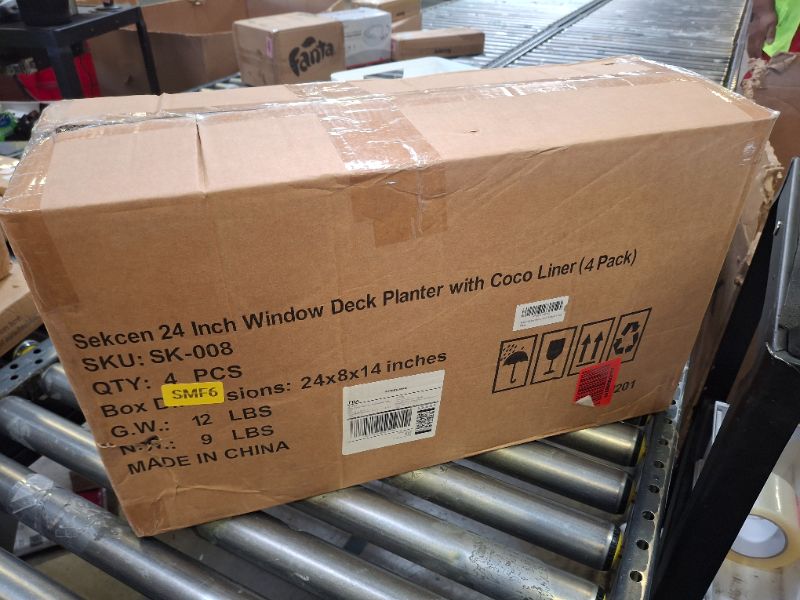 Fanta
Sekcen 24 Inch Window Deck Planter with Coco Liner (4 Pack)
SKU: SK-008
QTY: 4 PCS
Box D sions: 24x8x14 inches
SMF6
G.W.: 12 LBS
N. .: 9 LBS
MADE IN CHINA
201